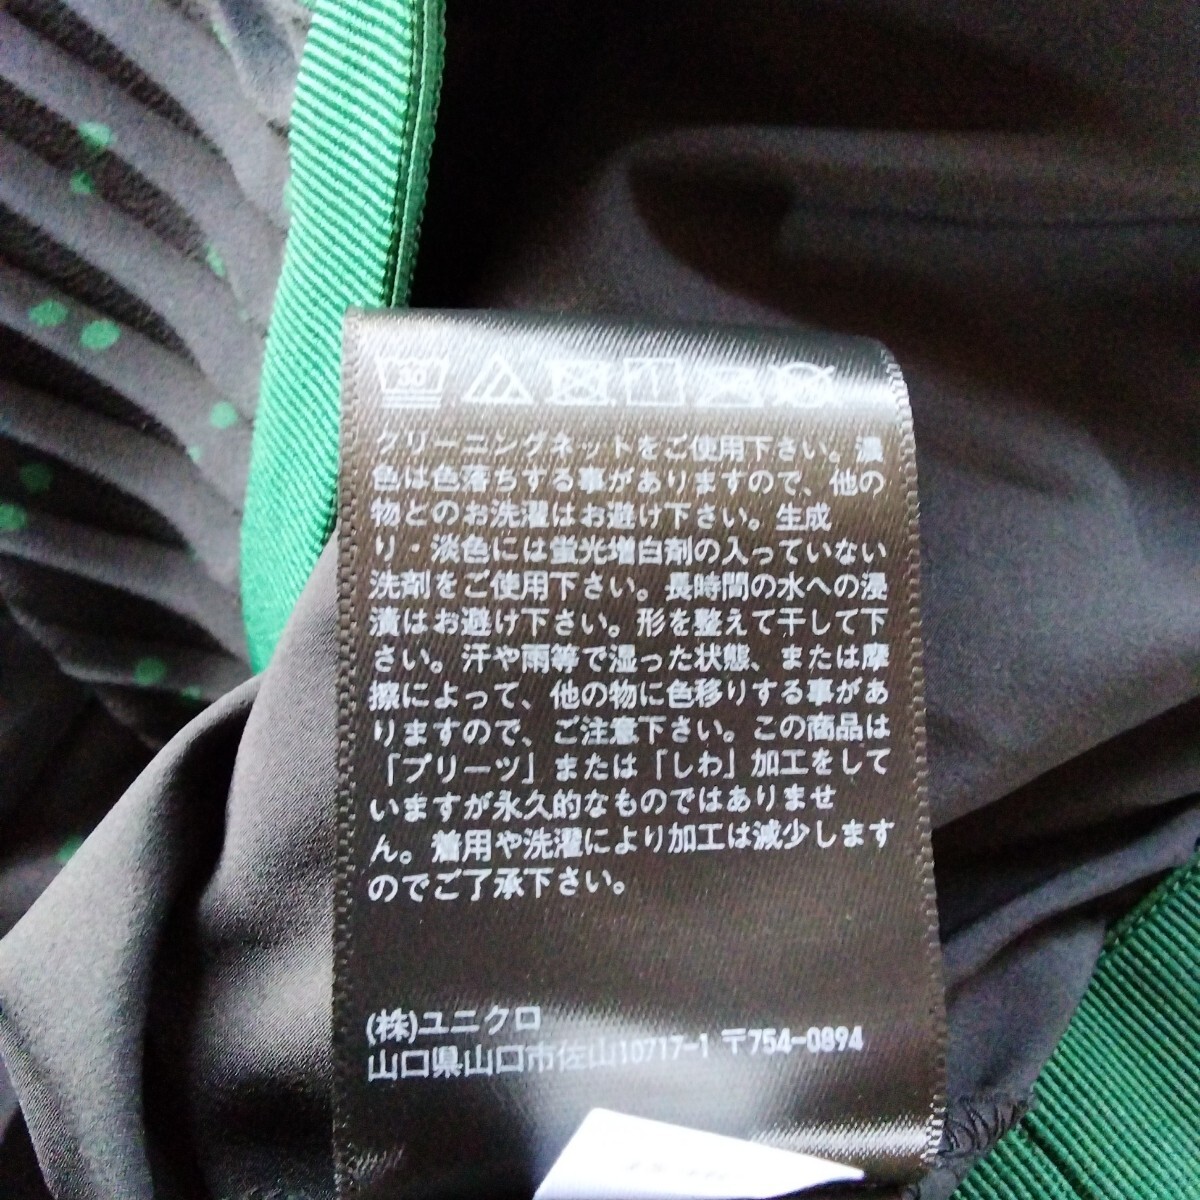 30
クリーニングネットをご使用下さい。濃
色は色落ちする事がありますので、他の
物とのお洗濯はお避け下さい。生成
り・淡色には蛍光増白剤の入っていない
洗剤をご使用下さい。長時間の水への浸
漬はお避け下さい。形を整えて干して下
さい。汗や雨等で湿った状態、または摩
擦によって、他の物に色移りする事があ
りますので、ご注意下さい。この商品は
「プリーツ」または「しわ」加工をして
いますが永久的なものではありませ
ん。着用や洗濯により加工は減少します
のでご了承下さい。
(株)ユニクロ
山口県山口市佐山10717-1 〒754-0894